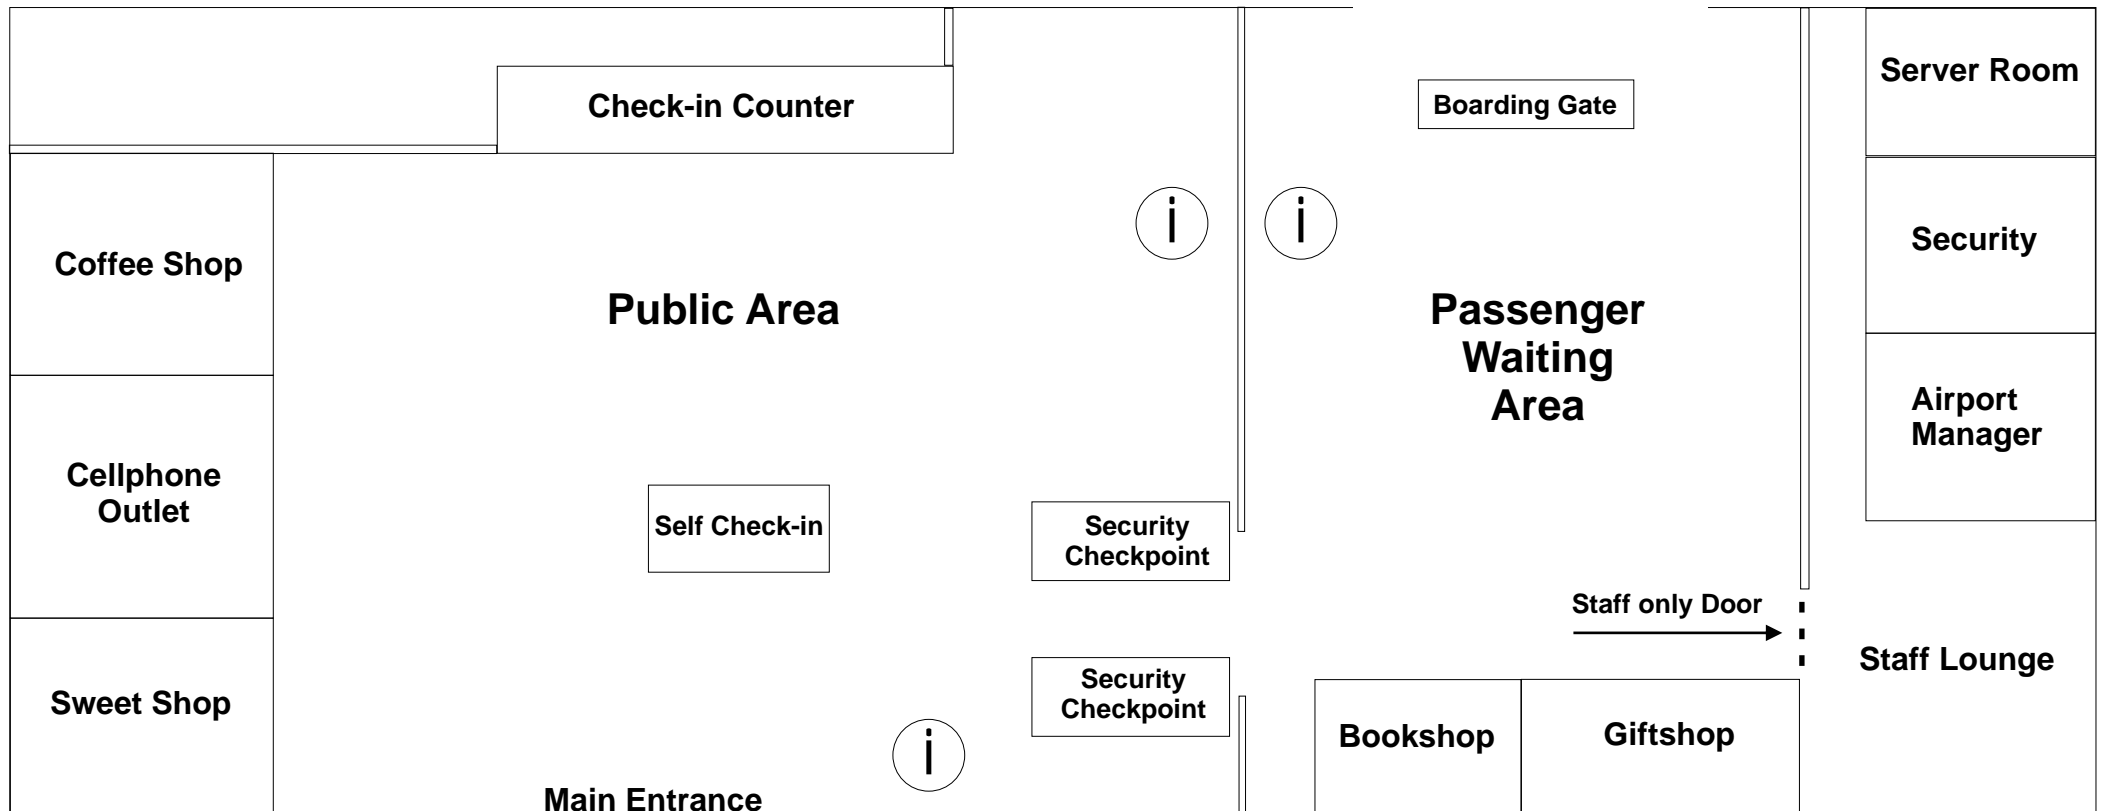 Check-in Counter
Boarding Gate
Server Room
i
i
Security
Coffee Shop
Public Area
Passenger
Waiting
Area
Airport
Manager
Cellphone
Outlet
Self Check-in
Security
Checkpoint
Staff only Door
Staff Lounge
Sweet Shop
Security
Checkpoint
Bookshop
Giftshop
i
Main Entrance